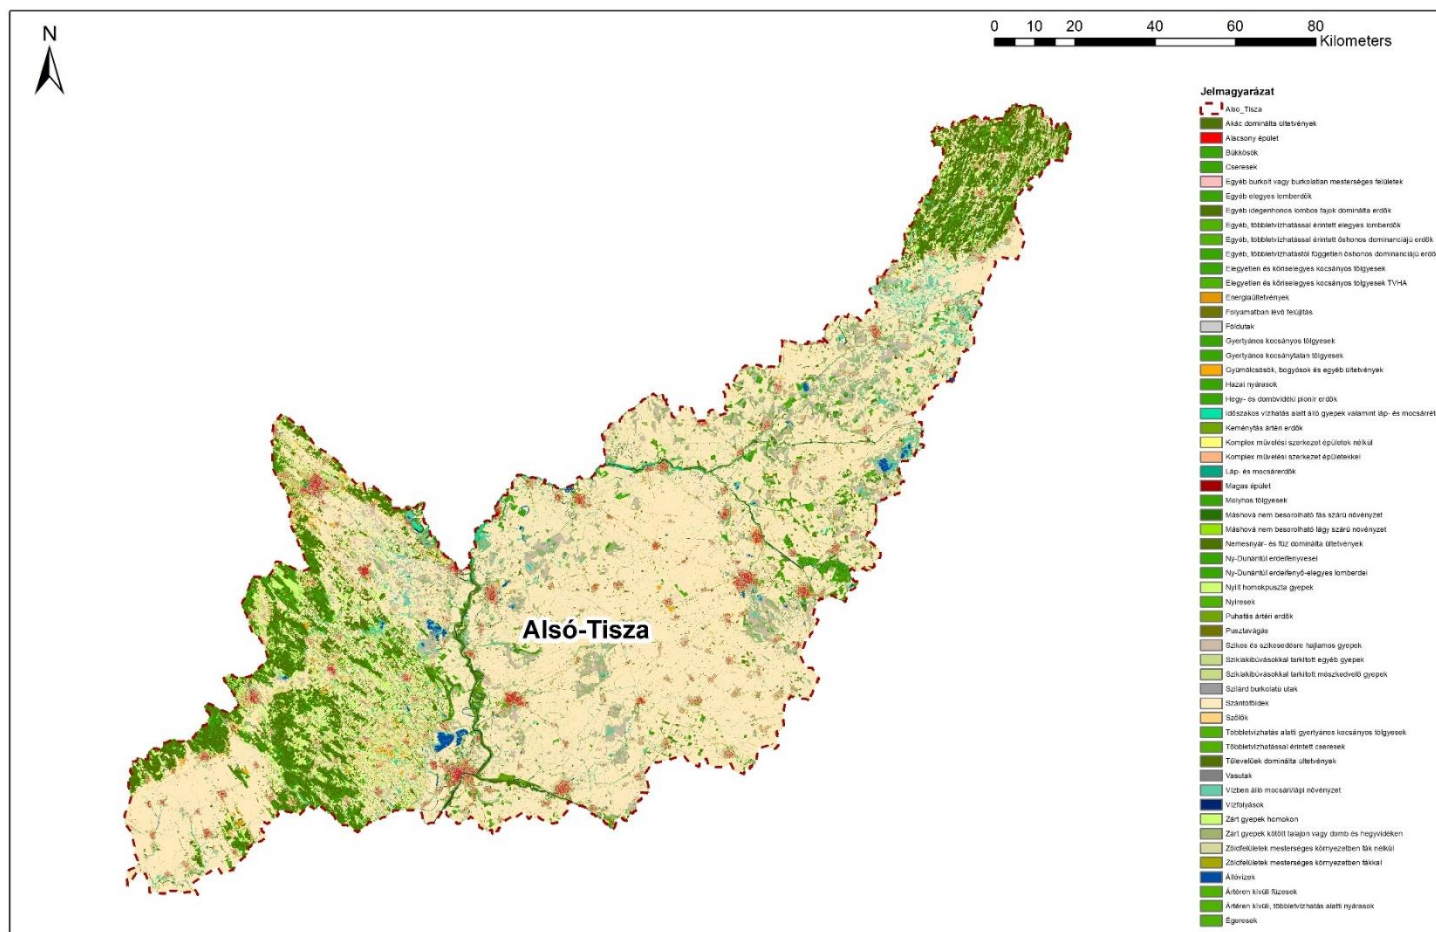 N
0 10 20 40 60 80
Kilometers
Jelmagyarázat
Also_Tisza
Akác dominálta ültetvények
Alacsony épület
Bükkösök
Cseresek
Egyéb burkolt vagy burkolatlan mesterséges felületek
Egyéb elegyes lomberdők
Egyéb idegenhonos lombos fajok dominálta erdők
Egyéb, többletvízhatással érintett elegyes lomberdők
Egyéb, többletvízhatással érintett őshonos dominanciájú erdők
Egyéb, többletvízhatástól független őshonos dominanciájú erdő
Elegyetlen és kőriselegyes kocsányos tölgyesek
Elegyetlen és kőriselegyes kocsányos tölgyesek TVHA
Energiaültetvények
Folyamatban lévő felújítás
Földutak
Gyertyános kocsányos tölgyesek
Gyertyános kocsánytalan tölgyesek
Gyümölcsösök, bogyósok és egyéb ültetvények
Hazai nyárasok
Hegy- és dombvidéki pionír erdők
Időszakos vízhatás alatt álló gyepek valamint láp- és mocsárrét
Keményfás ártéri erdők
Komplex művelési szerkezet épületek nélkül
Komplex művelési szerkezet épületekkel
Láp- és mocsárerdők
Magas épület
Molyhos tölgyesek
Máshová nem besorolható fás szárú növényzet
Máshová nem besorolható lágy szárú növényzet
Nemesnyár- és fűz dominálta ültetvények
Ny-Dunántúl erdeifenyvesei
Ny-Dunántúl erdeifenyő-elegyes lomberdei
Nyílt homokpuszta gyepek
Nyíresek
Puhafás ártéri erdők
Pusztavágás
Szikes és szikesedésre hajlamos gyepek
Sziklakibúvásokkal tarkított egyéb gyepek
Sziklakibúvásokkal tarkított mészkedvelő gyepek
Szilárd burkolatú utak
Szántóföldek
Szőlők
Többletvízhatás alatti gyertyános kocsányos tölgyesek
Többletvízhatással érintett cseresek
Tűlevelűek dominálta ültetvények
Vasutak
Vízben álló mocsári/lápi növényzet
Vízfolyások
Zárt gyepek homokon
Zárt gyepek kötött talajon vagy domb és hegyvidéken
Zöldfelületek mesterséges környezetben fák nélkül
Zöldfelületek mesterséges környezetben fákkal
Állóvizek
Ártéren kívüli fűzesek
Ártéren kívüli, többletvízhatás alatti nyárasok
Égeresek
Alsó-Tisza